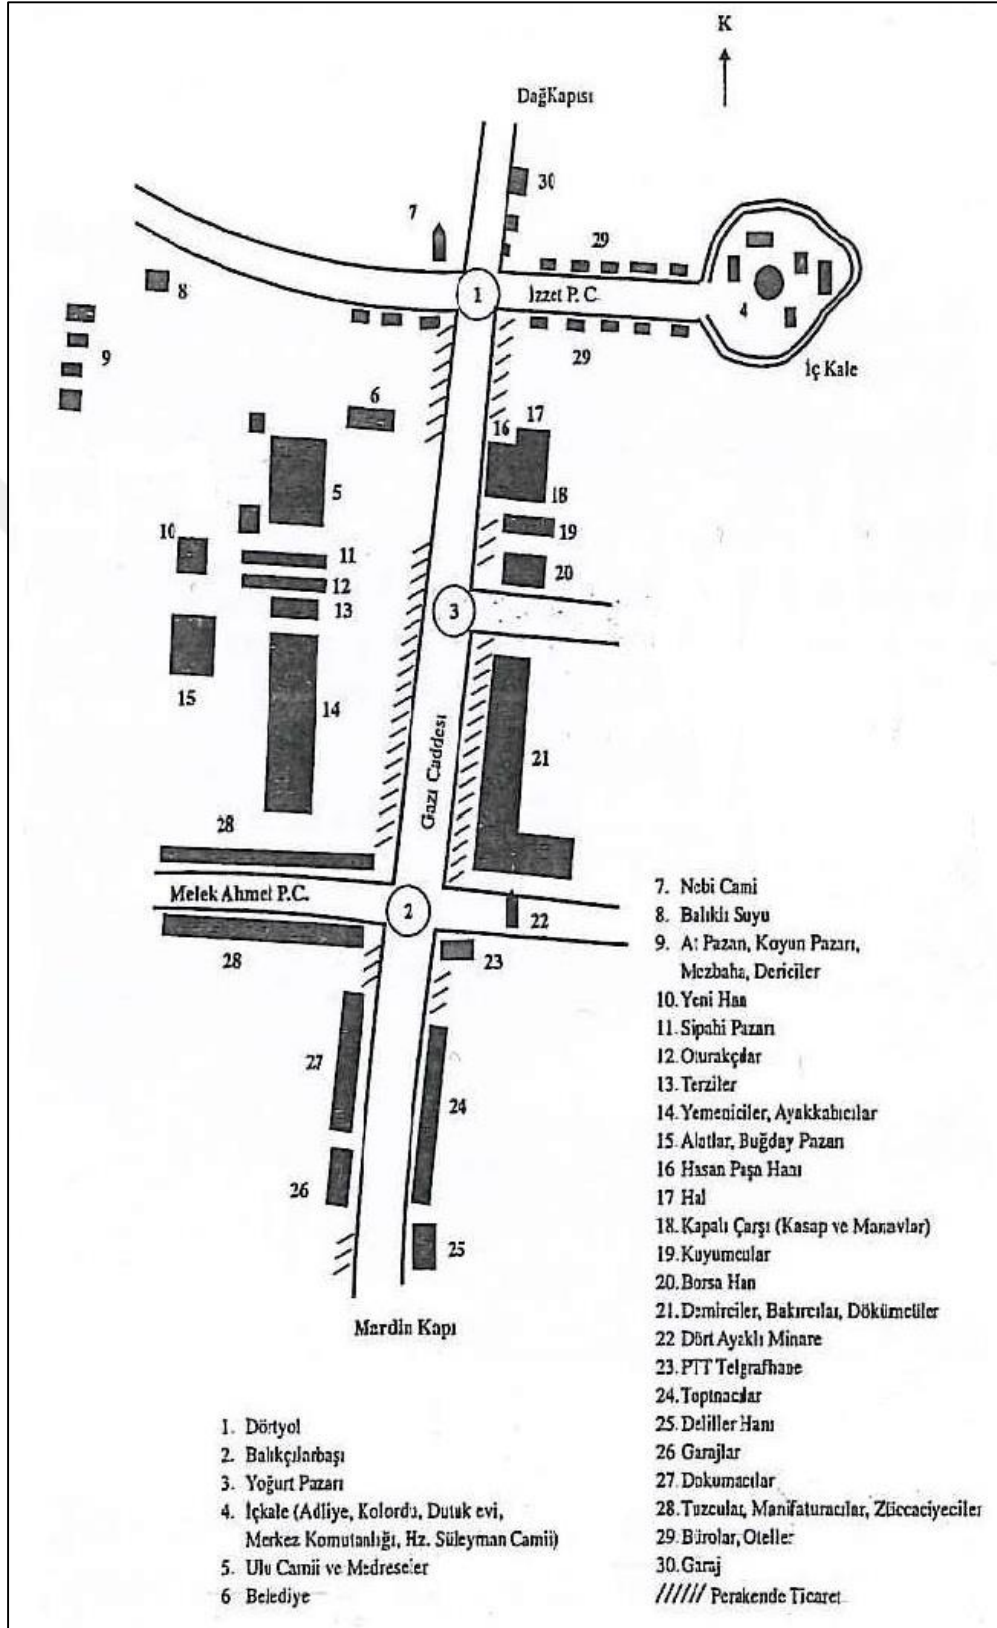 K
DağKapısı
30
7
29
8
1
İzzet P. C.
4
9
29
İç Kale
6
17
16
5
18
10
19
11
20
12
13
3
15
14
Gazi Caddesi
21
28
Melek Ahmet P.C.
2
22
28
23
27
24
26
25
Mardin Kapı
7. Nebi Cami
8. Balıklı Suyu
9. At Pazarı, Koyun Pazarı,
Mezbaha, Dericiler
10. Yeni Han
11. Sipahi Pazarı
12. Oturakçılar
13. Terziler
14. Yemeniciler, Ayakkabıcılar
15. Alatlar, Buğday Pazarı
16 Hasan Paşa Hanı
17 Hal
18. Kapalı Çarşı (Kasap ve Manavlar)
19. Kuyumcular
20. Borsa Han
21. Demirciler, Bakırcılar, Dökümcüler
22 Dört Ayaklı Minare
23. PTT Telgrafhane
24. Toptnacılar
25. Deliller Hanı
26 Garajlar
27. Dokumacılar
28. Tuzcular, Manifaturacılar, Züccaciyeciler
29. Bürolar, Oteller
30. Garaj
////// Perakende Ticaret
1. Dörtyol
2. Balıkçılarbaşı
3. Yoğurt Pazarı
4. İçkale (Adliye, Kolordu, Dutuk evi,
Merkez Komutanlığı, Hz. Süleyman Camii)
5. Ulu Camii ve Medreseler
6 Belediye